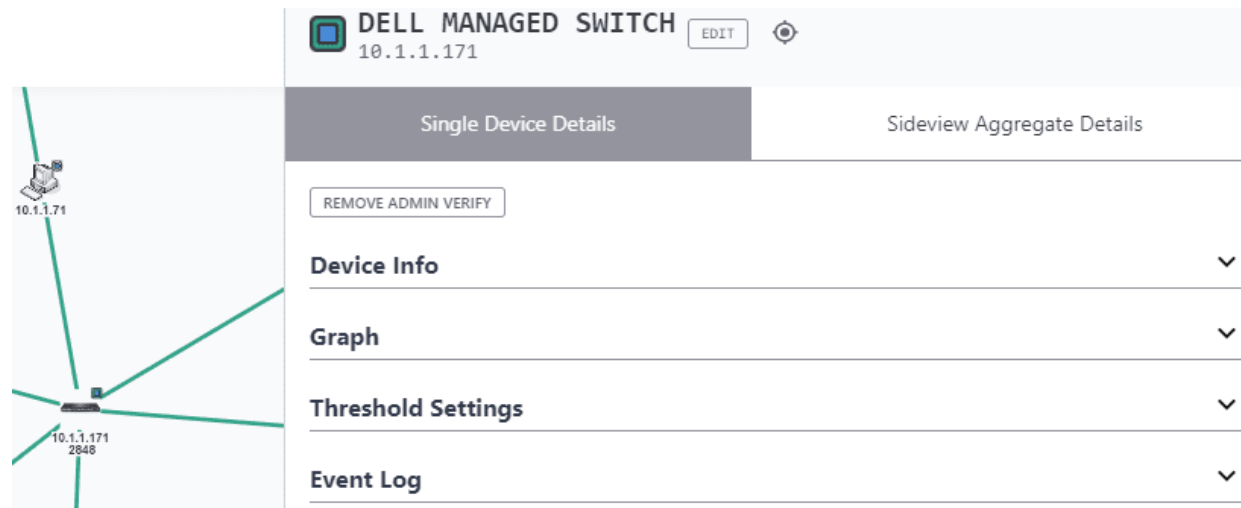 DELL MANAGED SWITCH
EDIT
10.1.1.171
Single Device Details
Sideview Aggregate Details
10.1.1.71
REMOVE ADMIN VERIFY
Device Info
Graph
Threshold Settings
10.1.1.171
2848
Event Log